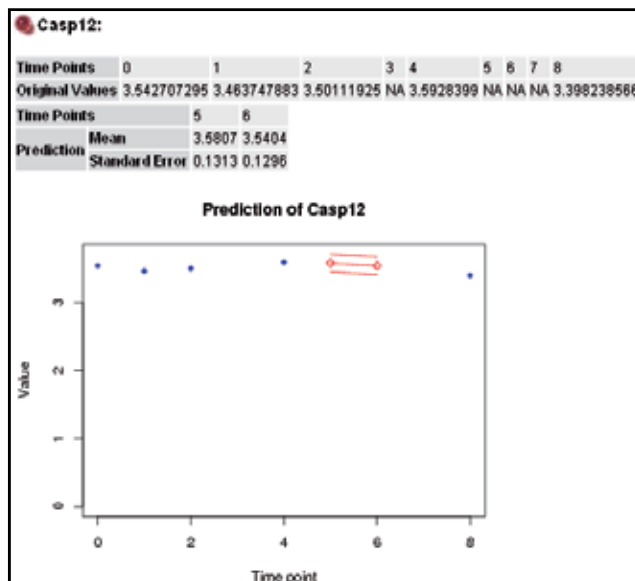 Casp12:
Time Points 0 1 2 3 4 5 6 7 8
Original Values 3.542707295 3.463747883 3.50111925 NA 3.5928399 NA NA NA 3.398238566
Time Points 5 6
Prediction Mean 3.5807 3.5404
Standard Error 0.1313 0.1296
Prediction of Casp12
Value
3
2
1
0
0 2 4 6 8
Time point